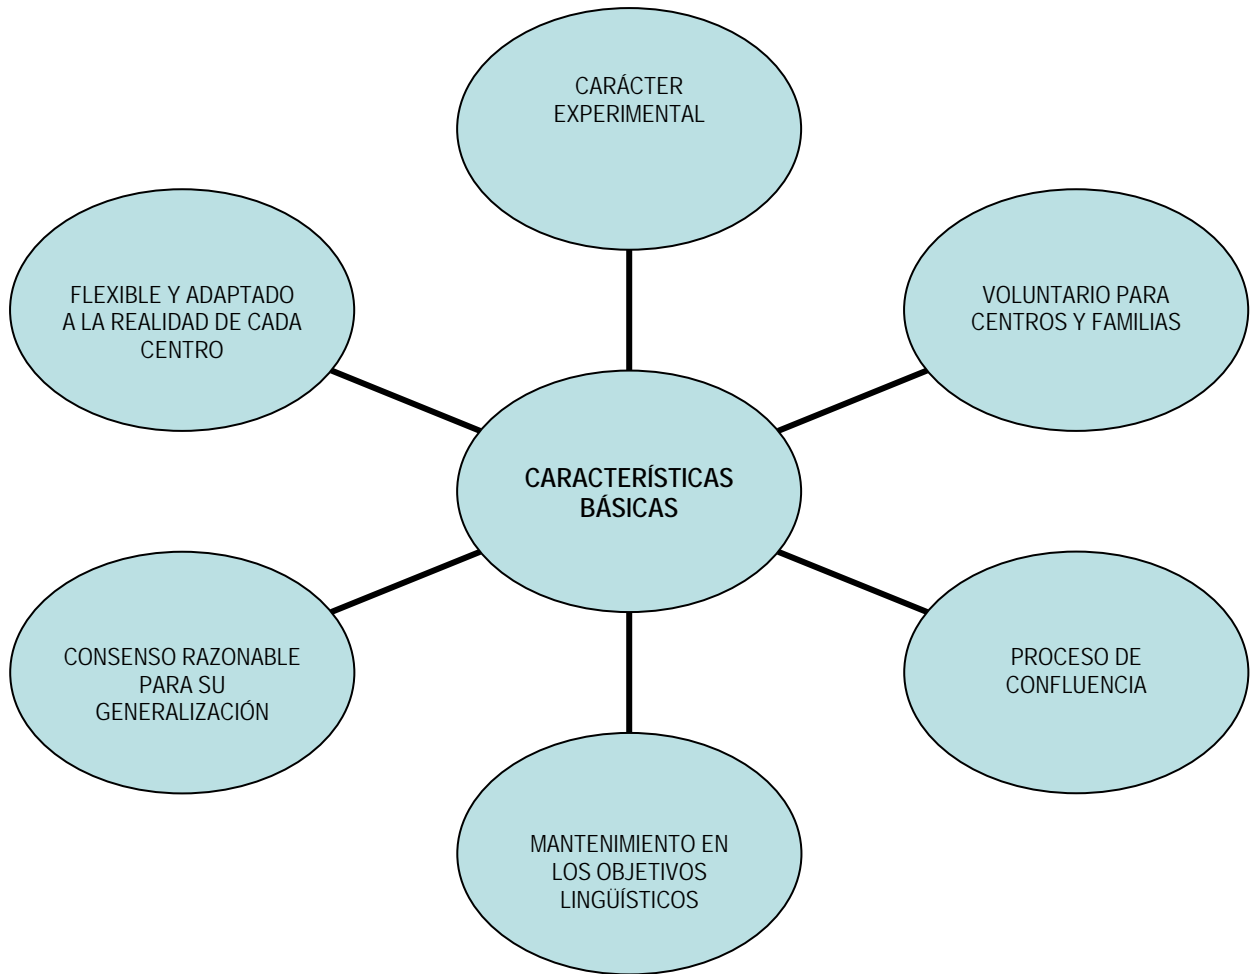 CARÁCTER
EXPERIMENTAL
FLEXIBLE Y ADAPTADO
A LA REALIDAD DE CADA
CENTRO
VOLUNTARIO PARA
CENTROS Y FAMILIAS
CARACTERÍSTICAS
BÁSICAS
CONSENSO RAZONABLE
PARA SU
GENERALIZACIÓN
PROCESO DE
CONFLUENCIA
MANTENIMIENTO EN
LOS OBJETIVOS
LINGÜÍSTICOS